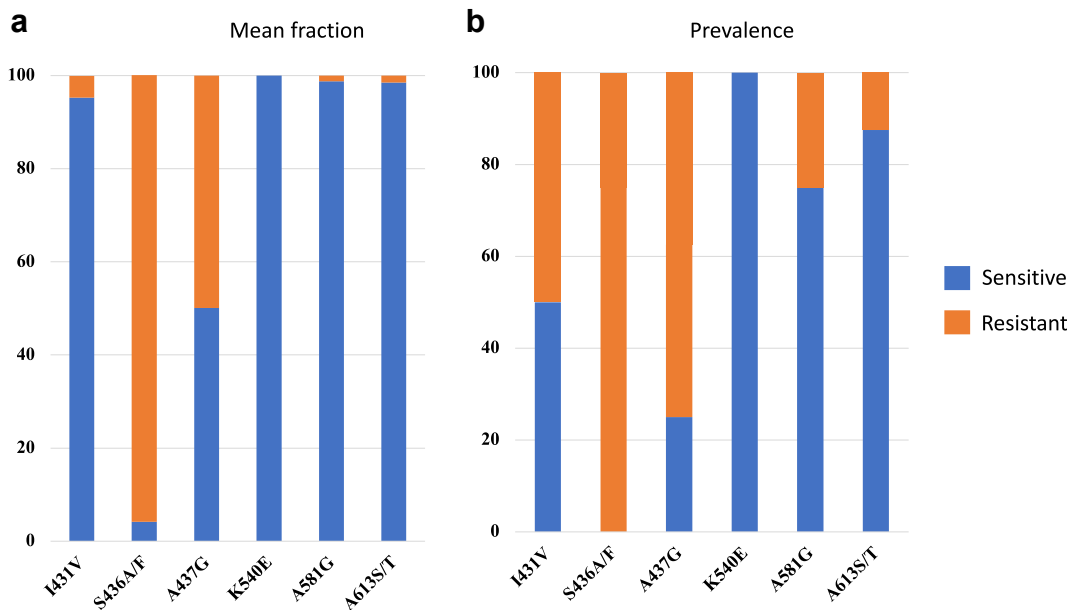 a
Mean fraction
100
80
60
40
20
0
I431V
S436A/F
A437G
K540E
A581G
A613S/T
b
Prevalence
100
80
60
40
20
0
I431V
S436A/F
A437G
K540E
A581G
A613S/T
Sensitive
Resistant